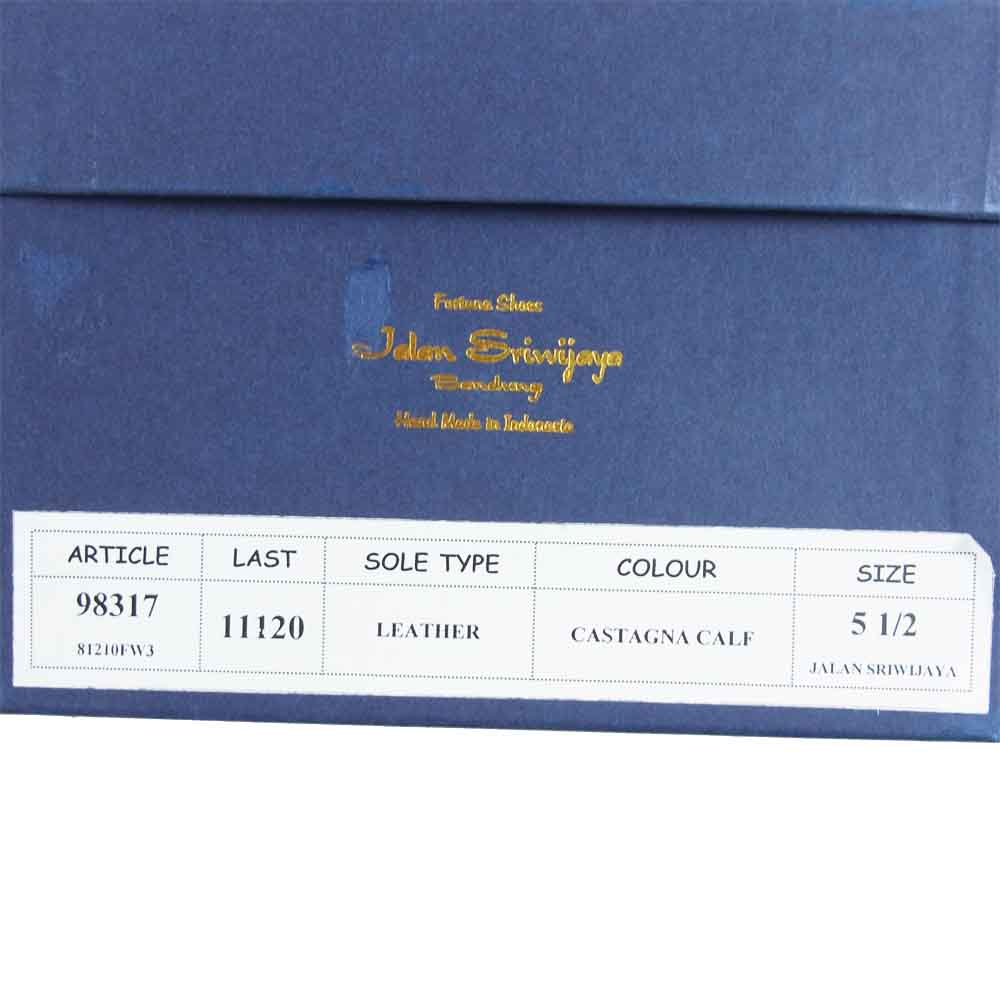 Fortuna Shoes
Jalan Sriwijaya
Bandung
Hand Made in Indonesia
ARTICLE LAST SOLE TYPE COLOUR SIZE
98317 11120 LEATHER CASTAGNA CALF 5 1/2
81210FW3 JALAN SRIWIJAYA